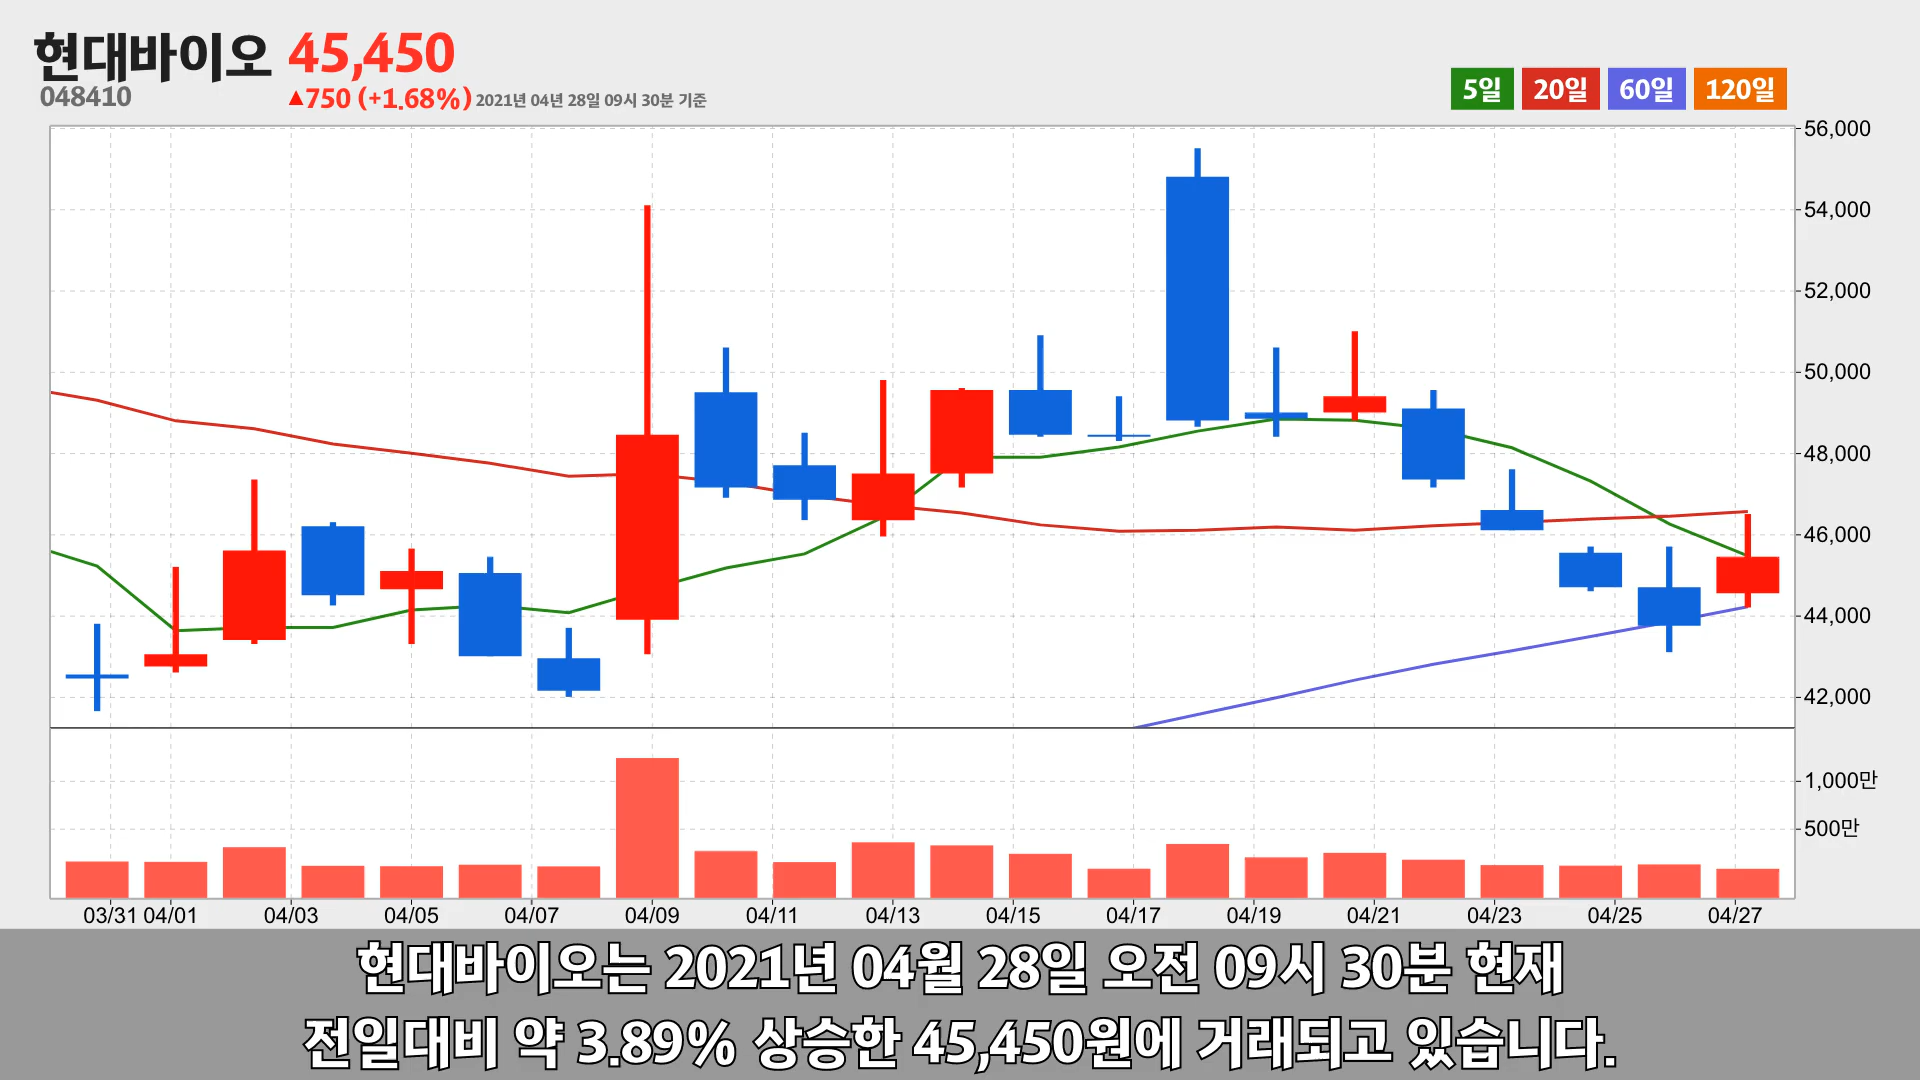 현대바이오 45,450
048410 ▲750 (+1.68%) 2021년 04년 28일 09시 30분 기준
5일 20일 60일 120일
56,000
54,000
52,000
50,000
48,000
46,000
44,000
42,000
1,000만
500만
03/31 04/01 04/03 04/05 04/07 04/09 04/11 04/13 04/15 04/17 04/19 04/21 04/23 04/25 04/27
현대바이오는 2021년 04월 28일 오전 09시 30분 현재
전일대비 약 3.89% 상승한 45,450원에 거래되고 있습니다.